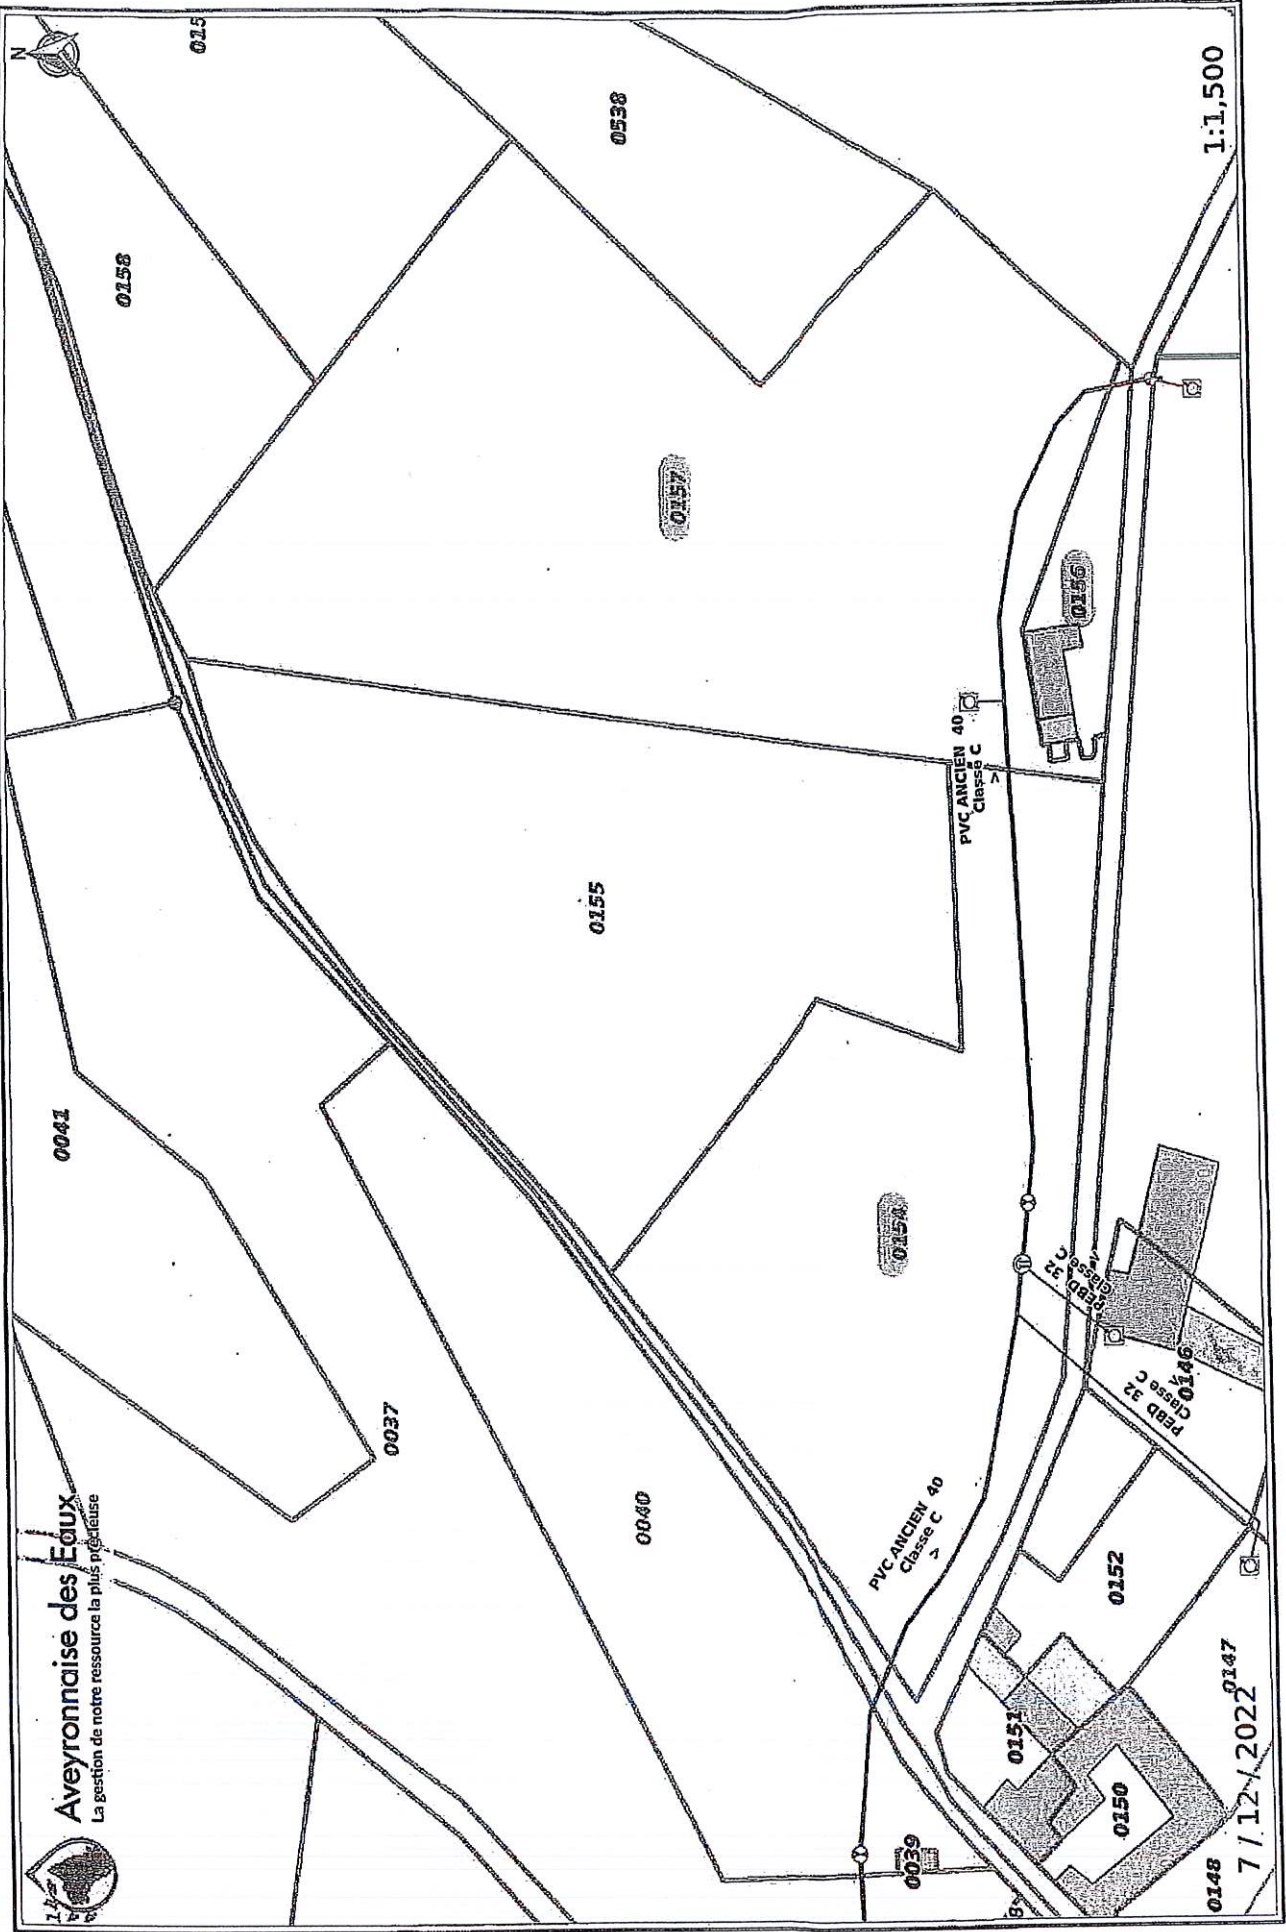 Aveyronnaise des Eaux
La gestion de notre ressource la plus précieuse
N
015
0158
0538
0041
0037
0157
0155
0156
0040
0154
PVC ANCIEN 40
Classe C
>
PVC ANCIEN 40
Classe C
>
PEBD 32
Classe C
>
PEBD 32
Classe C
>
0146
0152
0147
0151
0150
0039
0148
8
7 / 12 / 2022
1:1,500